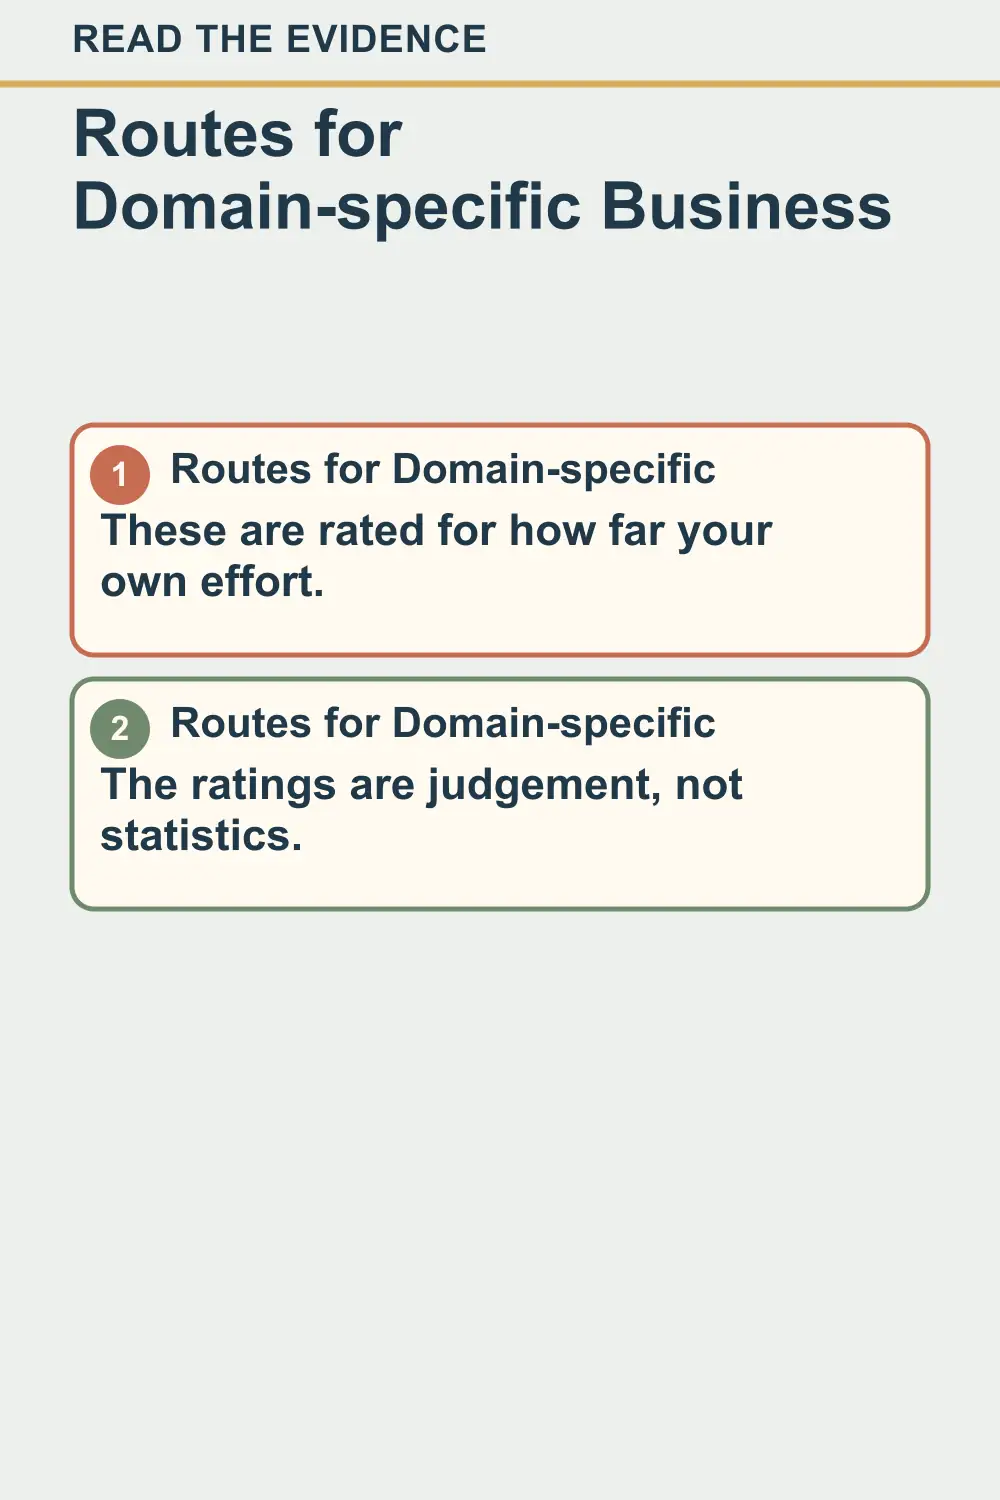 READ THE EVIDENCE
Routes for
Domain-specific Business
1 Routes for Domain-specific
These are rated for how far your
own effort.
2 Routes for Domain-specific
The ratings are judgement, not
statistics.